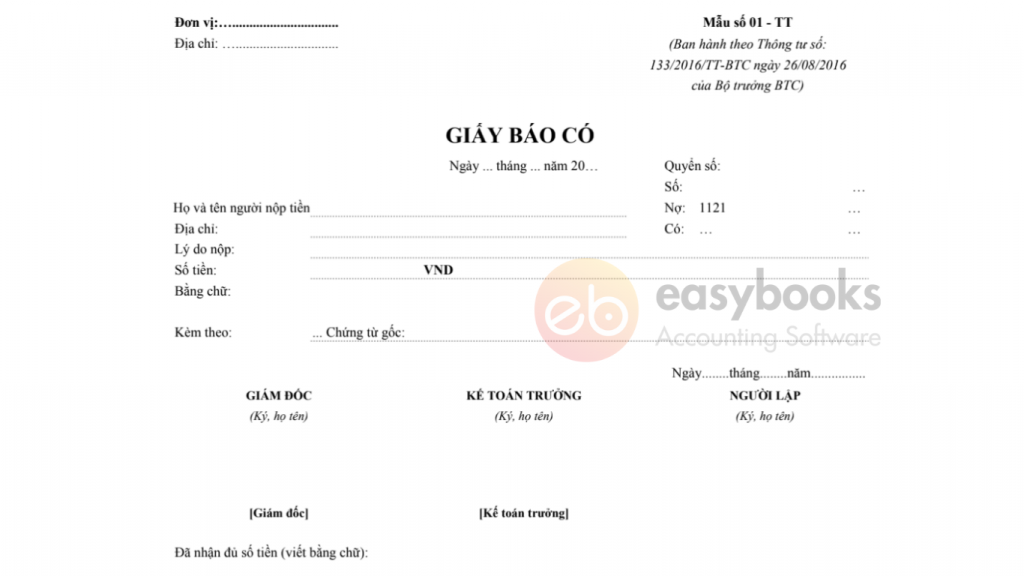 Đơn vị:…...............................
Địa chỉ: …..............................
Mẫu số 01 - TT
(Ban hành theo Thông tư số:
133/2016/TT-BTC ngày 26/08/2016
của Bộ trưởng BTC)
GIẤY BÁO CÓ
Ngày ... tháng ... năm 20…
Quyển số:
Số: …
Họ và tên người nộp tiền
Nợ: 1121 …
Địa chỉ:
Có: … …
Lý do nộp:
Số tiền: VND
Bằng chữ:
Kèm theo: ... Chứng từ gốc:
eb easybooks
Accounting Software
Ngày........tháng........năm................
GIÁM ĐỐC KẾ TOÁN TRƯỞNG NGƯỜI LẬP
(Ký, họ tên) (Ký, họ tên) (Ký, họ tên)
[Giám đốc] [Kế toán trưởng]
Đã nhận đủ số tiền (viết bằng chữ):